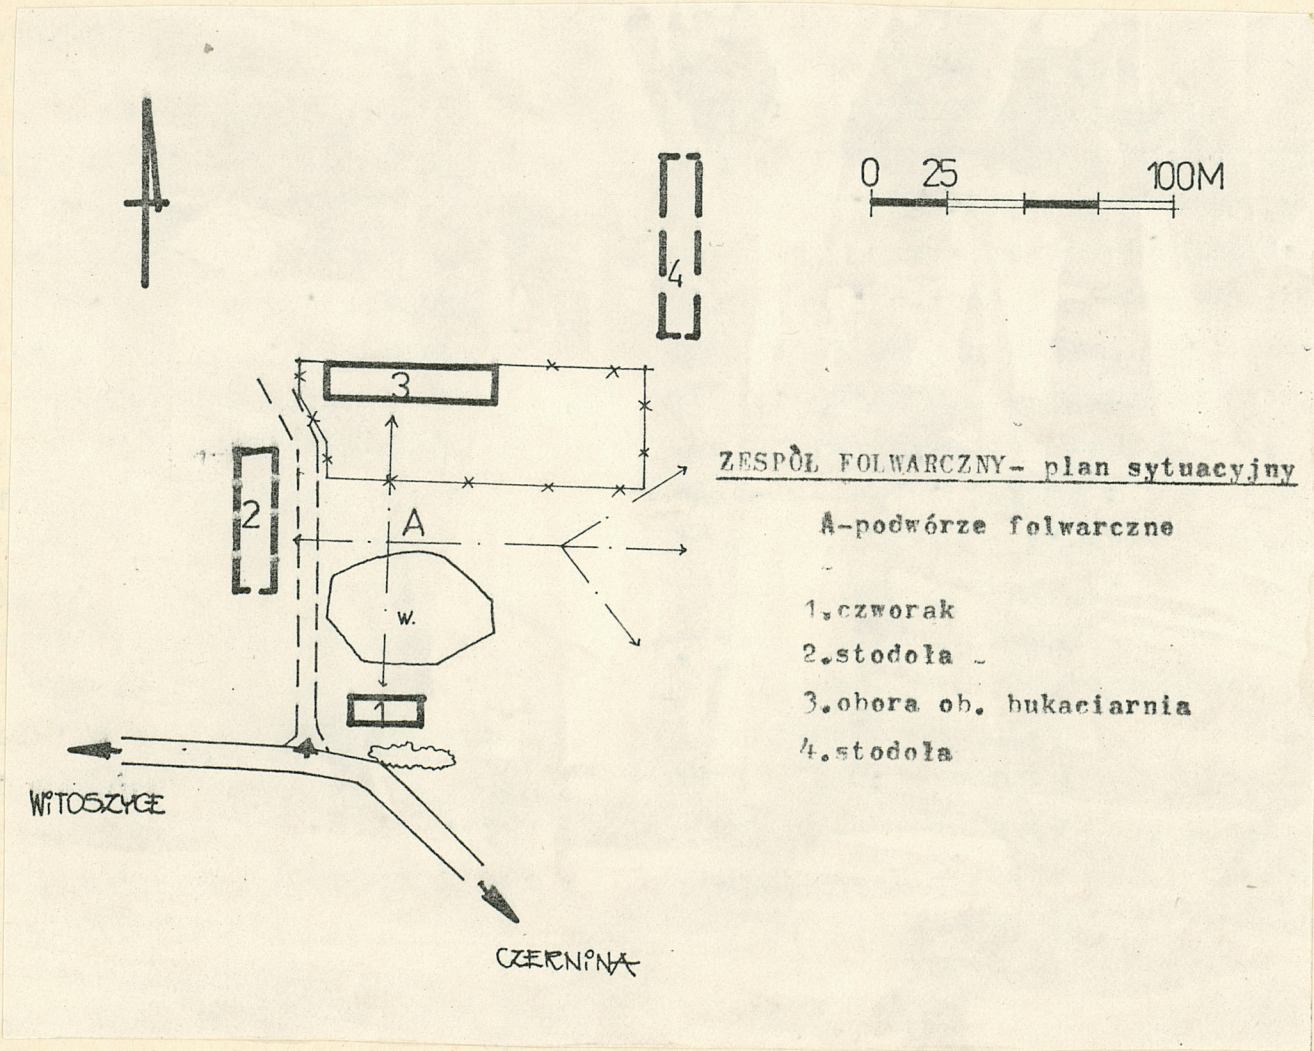 0 25 100M
4
3
ZESPÒŁ FOLWARCZNY- plan sytuacyjny
2
A
A-podwórze folwarczne
w.
1.czworak
2.stodoła
1
3.obora ob. bukaciarnia
4.stodoła
WiTOSZYCE
CZERNiNA